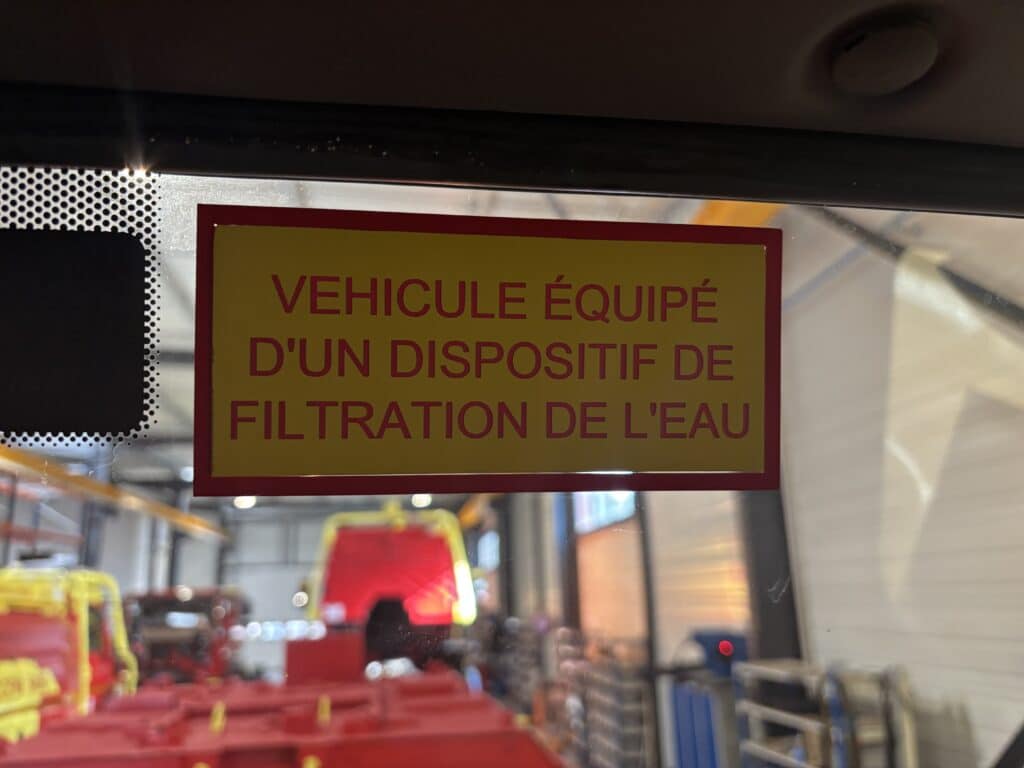 VEHICULE ÉQUIPÉ
D'UN DISPOSITIF DE
FILTRATION DE L'EAU